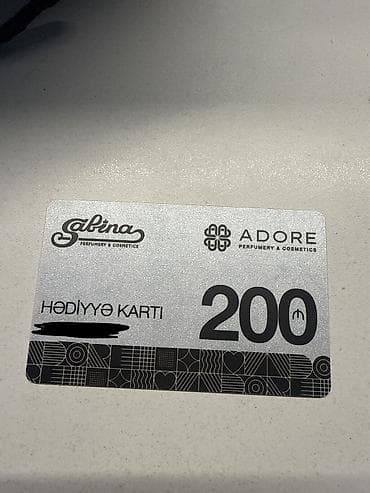 Sabina
PERFUMERY & COSMETICS
ADORE
PERFUMERY & COSMETICS
HƏDİYYƏ KARTI
200 ₼